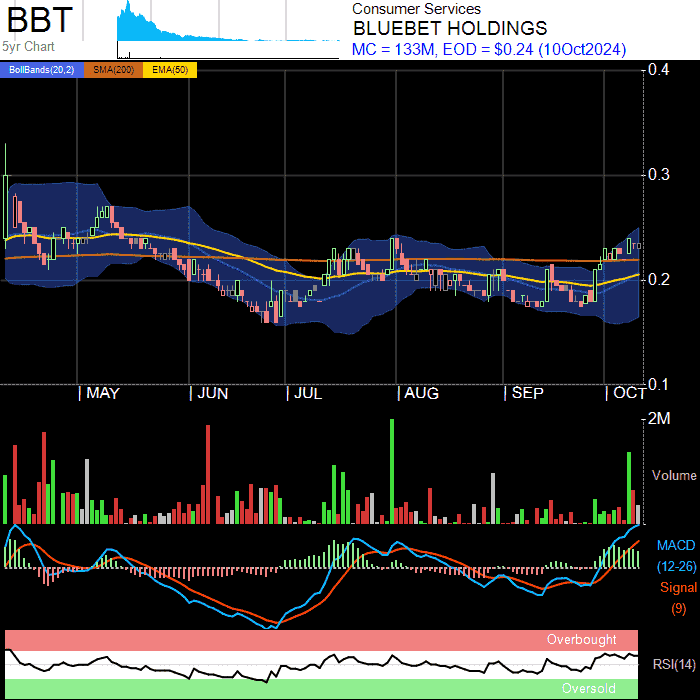 BBT
5yr Chart
Consumer Services
BLUEBET HOLDINGS
MC = 133M, EOD = $0.24 (10Oct2024)
BollBands(20,2) SMA(200) EMA(50)
0.4
0.3
0.2
0.1
| MAY | JUN | JUL | AUG | SEP | OCT
2M
Volume
MACD
(12-26)
Signal
(9)
Overbought
RSI(14)
Oversold